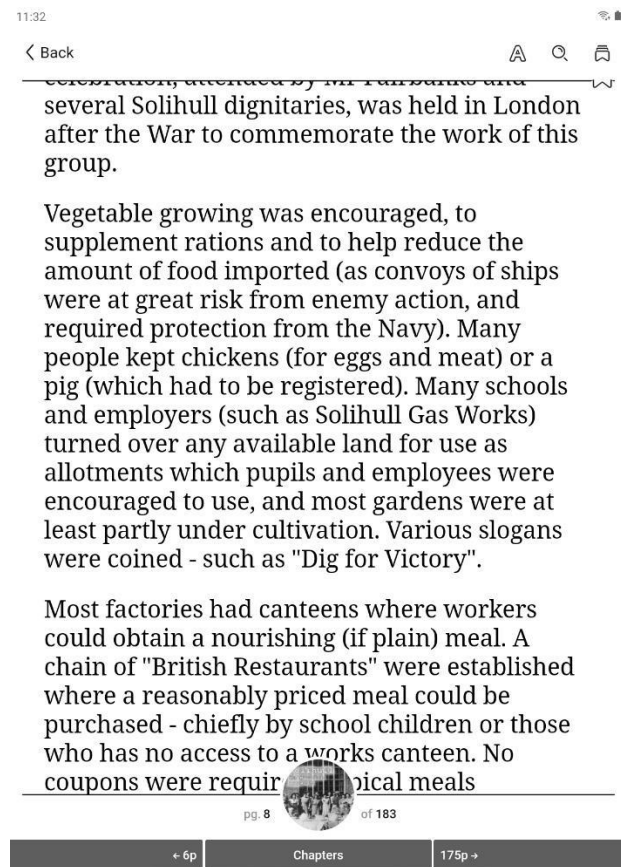 11:32
Back
several Solihull dignitaries, was held in London
after the War to commemorate the work of this
group.
Vegetable growing was encouraged, to
supplement rations and to help reduce the
amount of food imported (as convoys of ships
were at great risk from enemy action, and
required protection from the Navy). Many
people kept chickens (for eggs and meat) or a
pig (which had to be registered). Many schools
and employers (such as Solihull Gas Works)
turned over any available land for use as
allotments which pupils and employees were
encouraged to use, and most gardens were at
least partly under cultivation. Various slogans
were coined - such as "Dig for Victory".
Most factories had canteens where workers
could obtain a nourishing (if plain) meal. A
chain of "British Restaurants" were established
where a reasonably priced meal could be
purchased - chiefly by school children or those
who has no access to a works canteen. No
coupons were meals
pg. 8 of 183
← 6p Chapters 175p →